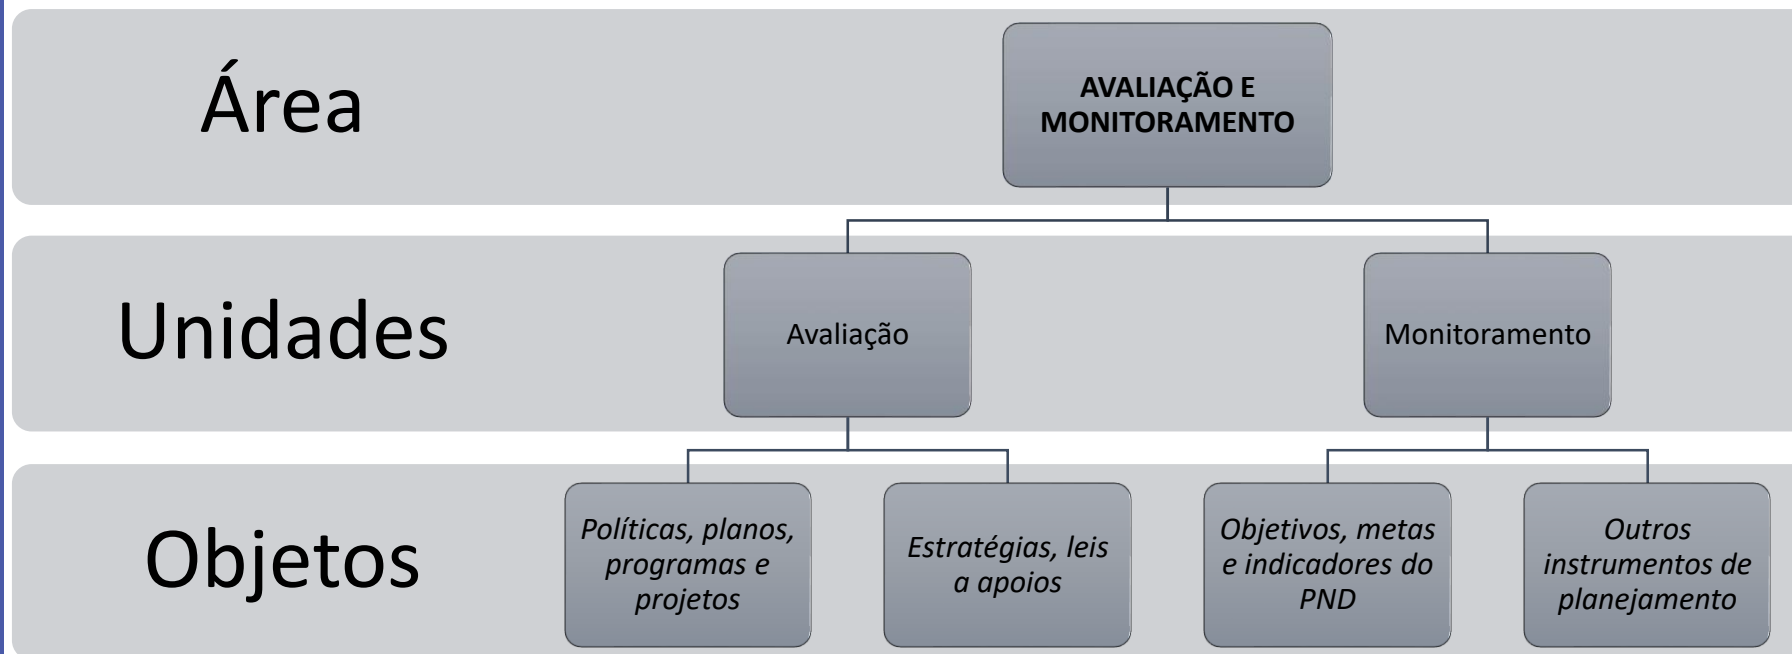 Área
AVALIAÇÃO E
MONITORAMENTO
Unidades
Avaliação
Monitoramento
Objetos
Políticas, planos,
programas e
projetos
Estratégias, leis
a apoios
Objetivos, metas
e indicadores do
PND
Outros
instrumentos de
planejamento